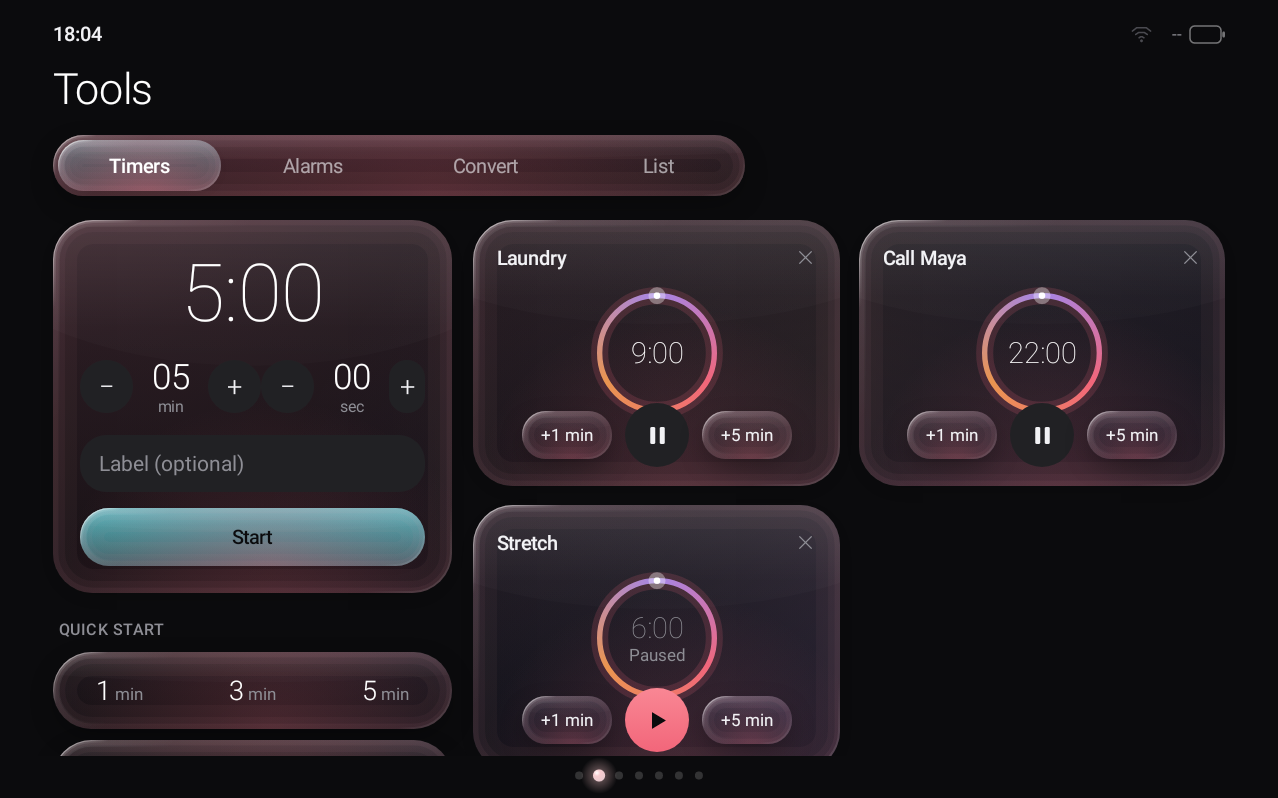 18:04
--
Tools
Timers
Alarms
Convert
List
5:00
− 05 + − 00 +
min sec
Label (optional)
Start
QUICK START
1 min 3 min 5 min
Laundry
9:00
+1 min +5 min
Call Maya
22:00
+1 min +5 min
Stretch
6:00
Paused
+1 min +5 min